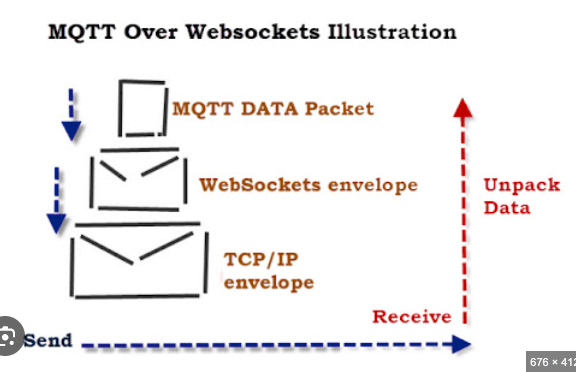 MQTT Over Websockets Illustration
MQTT DATA Packet
WebSockets envelope
TCP/IP
envelope
Unpack
Data
Receive
Send
676 × 412